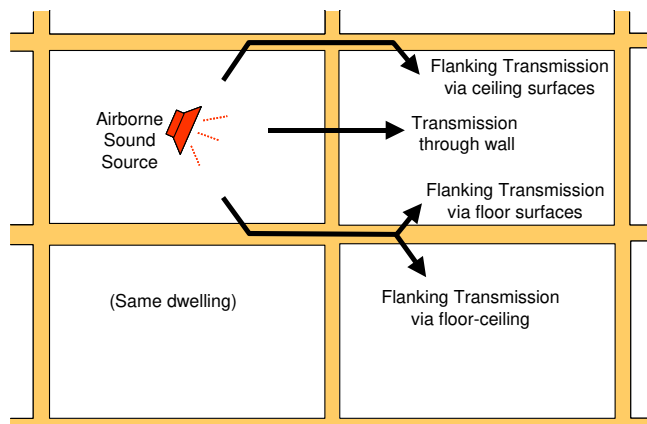 Flanking Transmission
via ceiling surfaces
Airborne
Sound
Source
Transmission
through wall
Flanking Transmission
via floor surfaces
(Same dwelling)
Flanking Transmission
via floor-ceiling